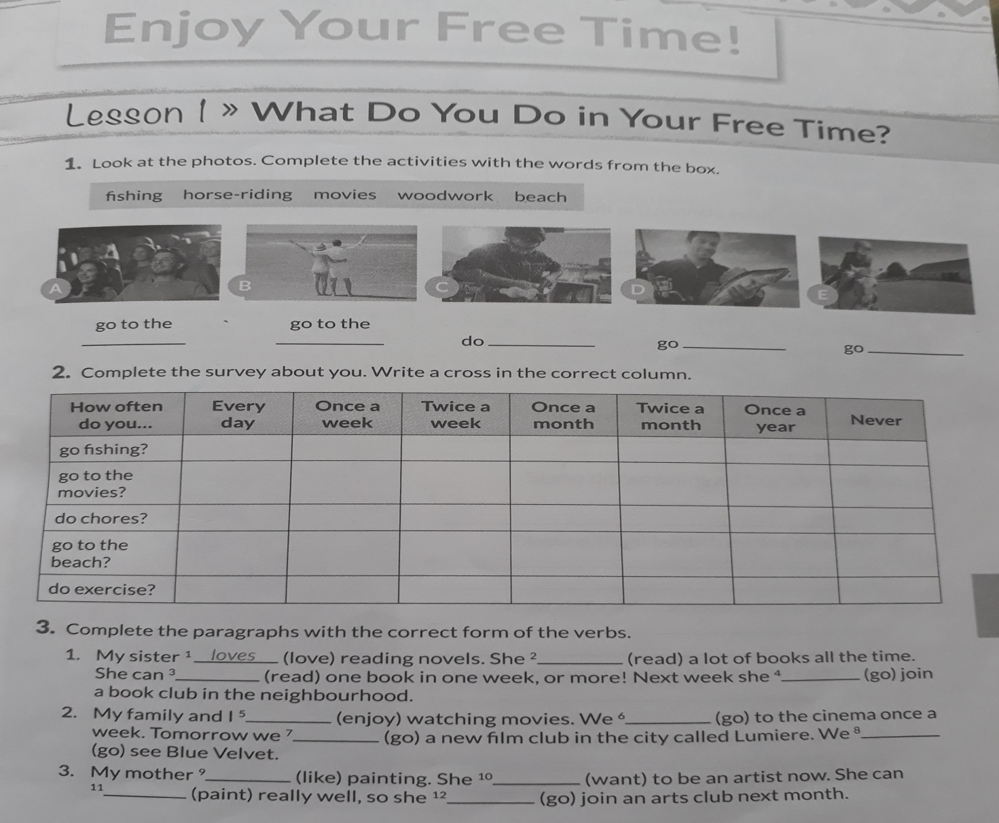 Enjoy Your Free Time!
Lesson 1 » What Do You Do in Your Free Time?
1. Look at the photos. Complete the activities with the words from the box.
fishing horse-riding movies woodwork beach
A B C D E
go to the go to the
do ________ go ________ go ________
2. Complete the survey about you. Write a cross in the correct column.
How often do you... Every day Once a week Twice a week Once a month Twice a month Once a year Never
go fishing?
go to the
movies?
do chores?
go to the
beach?
do exercise?
3. Complete the paragraphs with the correct form of the verbs.
1. My sister ¹ loves (love) reading novels. She ²________ (read) a lot of books all the time.
She can ³________ (read) one book in one week, or more! Next week she ⁴________ (go) join
a book club in the neighbourhood.
2. My family and I ⁵________ (enjoy) watching movies. We ⁶________ (go) to the cinema once a
week. Tomorrow we ⁷________ (go) a new film club in the city called Lumiere. We ⁸________
(go) see Blue Velvet.
3. My mother ⁹________ (like) painting. She ¹⁰________ (want) to be an artist now. She can
¹¹________ (paint) really well, so she ¹²________ (go) join an arts club next month.